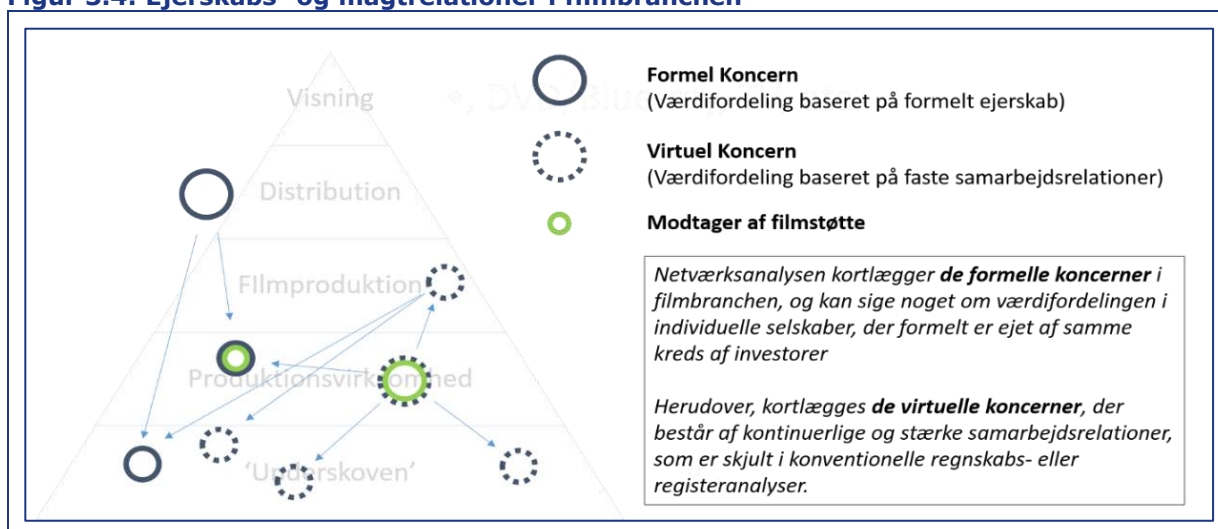 Figur 3.4. Ejerskabs- og magtrelationer i filmbranchen
Visning
Distribution
FIlmproduktion
Produktionsvirksomhed
'Underskoven'
Formel Koncern
(Værdifordeling baseret på formelt ejerskab)
Virtuel Koncern
(Værdifordeling baseret på faste samarbejdsrelationer)
Modtager af filmstøtte
Netværksanalysen kortlægger de formelle koncerner i
filmbranchen, og kan sige noget om værdifordelingen i
individuelle selskaber, der formelt er ejet af samme
kreds af investorer
Herudover, kortlægges de virtuelle koncerner, der
består af kontinuerlige og stærke samarbejdsrelationer,
som er skjult i konventionelle regnskabs- eller
registeranalyser.